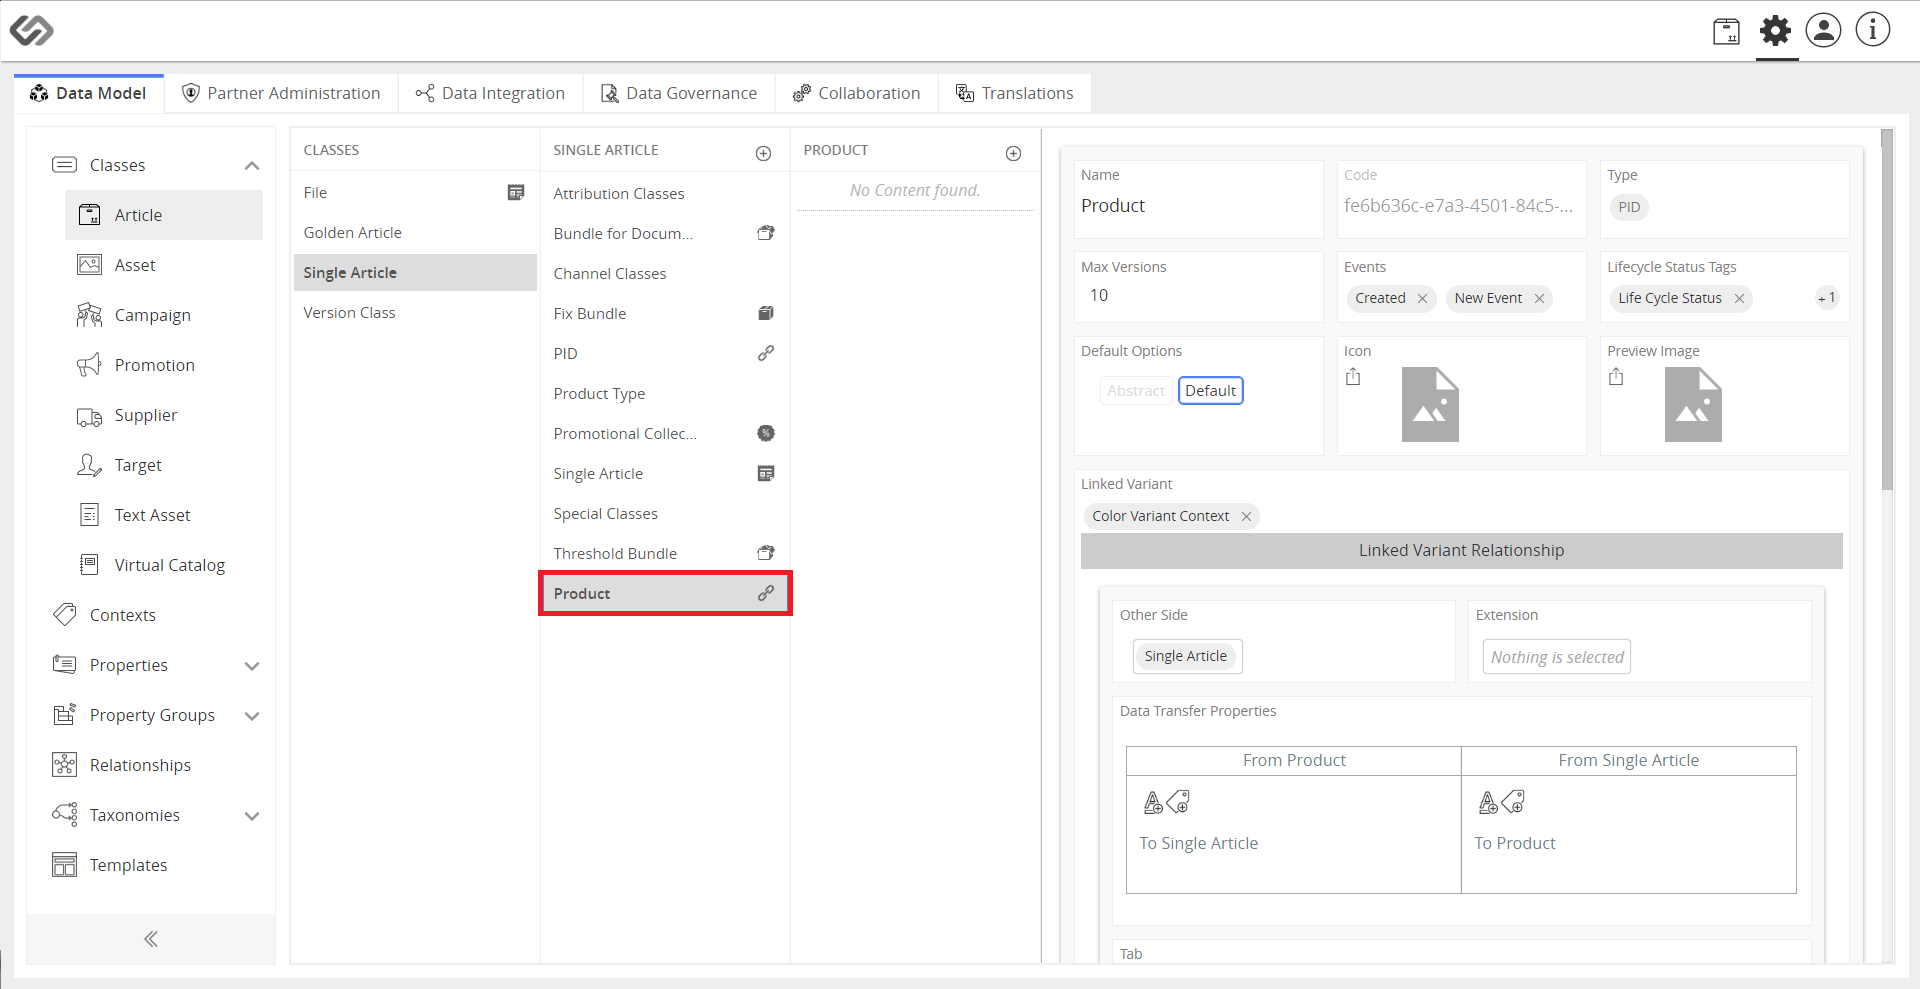 Data Model
Partner Administration
Data Integration
Data Governance
Collaboration
Translations
Classes
Article
Asset
Campaign
Promotion
Supplier
Target
Text Asset
Virtual Catalog
Contexts
Properties
Property Groups
Relationships
Taxonomies
Templates
CLASSES
File
Golden Article
Single Article
Version Class
SINGLE ARTICLE
Attribution Classes
Bundle for Docum...
Channel Classes
Fix Bundle
PID
Product Type
Promotional Collec...
Single Article
Special Classes
Threshold Bundle
Product
PRODUCT
No Content found.
Name
Product
Code
fe6b636c-e7a3-4501-84c5-...
Type
PID
Max Versions
10
Events
Created
New Event
Lifecycle Status Tags
Life Cycle Status
+1
Default Options
Abstract
Default
Icon
Preview Image
Linked Variant
Color Variant Context
Linked Variant Relationship
Other Side
Single Article
Extension
Nothing is selected
Data Transfer Properties
From Product
From Single Article
To Single Article
To Product
Tab